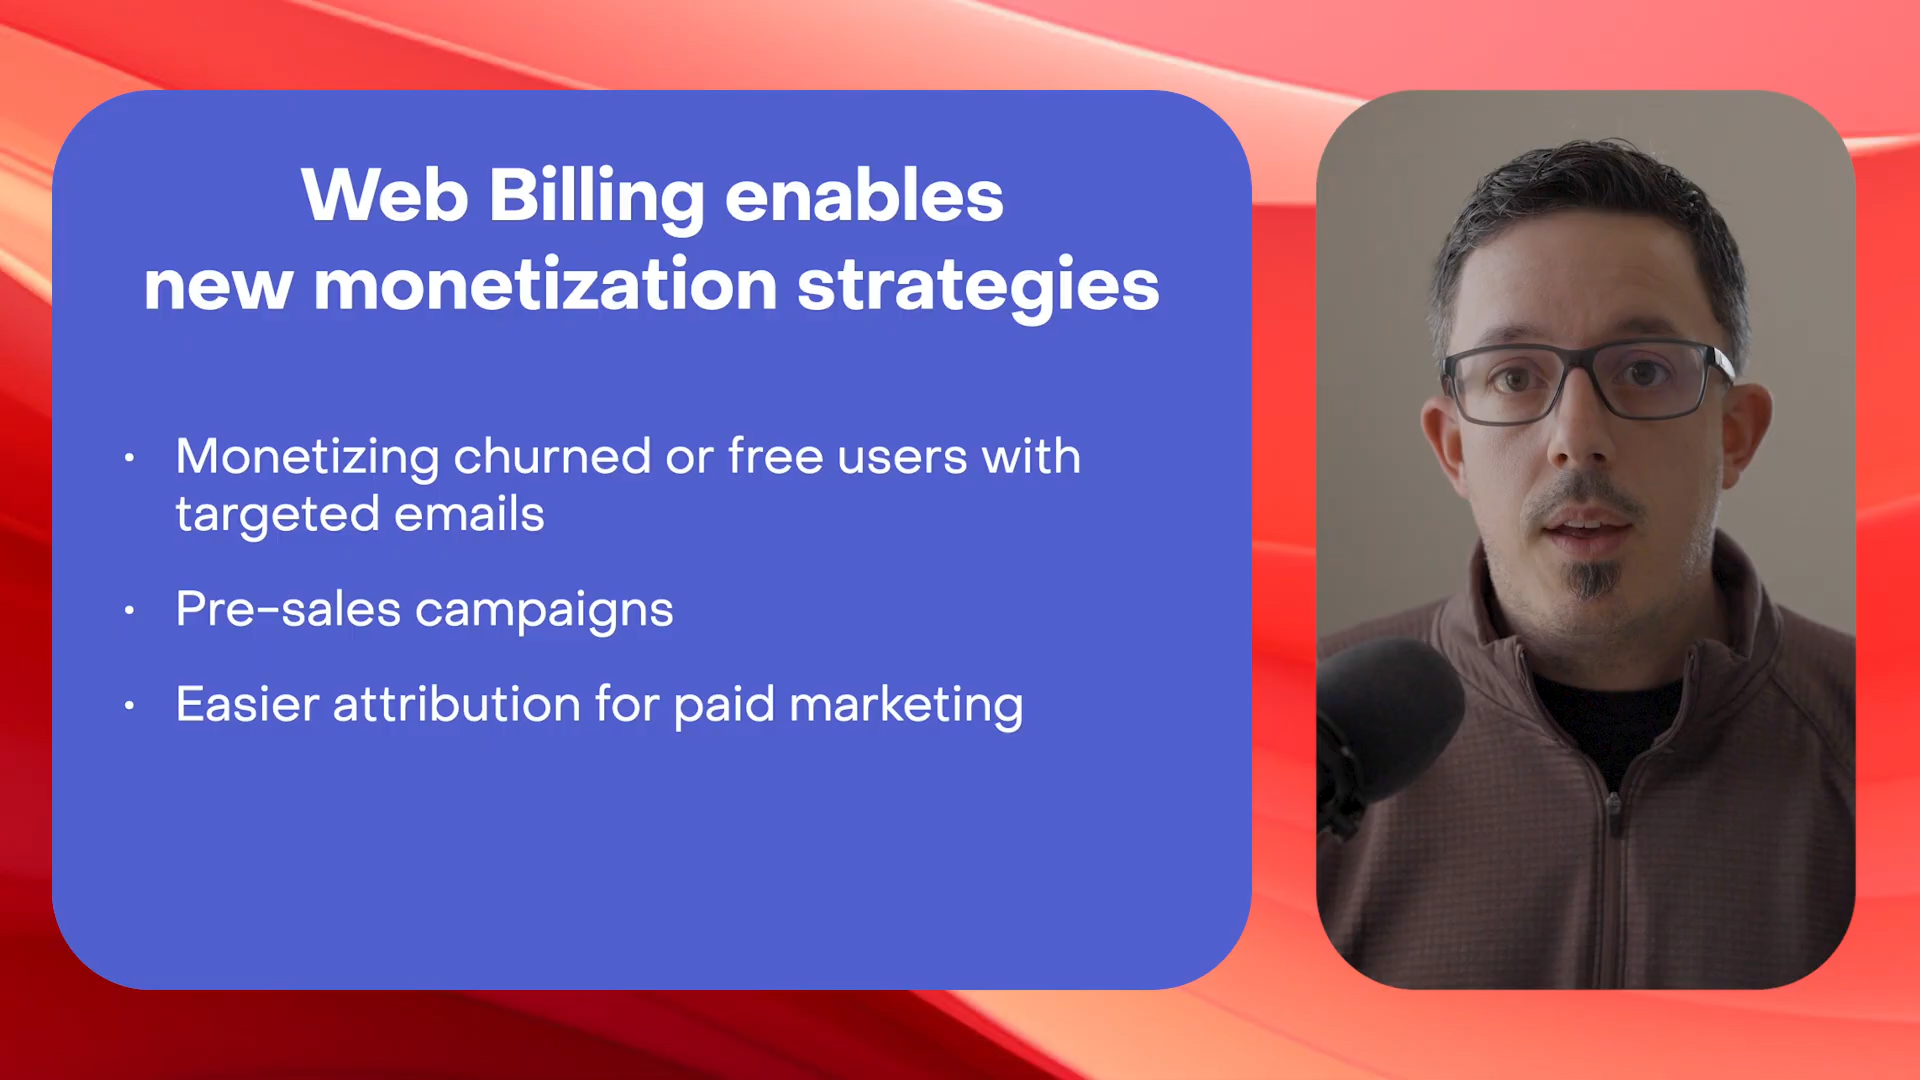 Web Billing enables
new monetization strategies
• Monetizing churned or free users with
targeted emails
• Pre-sales campaigns
• Easier attribution for paid marketing